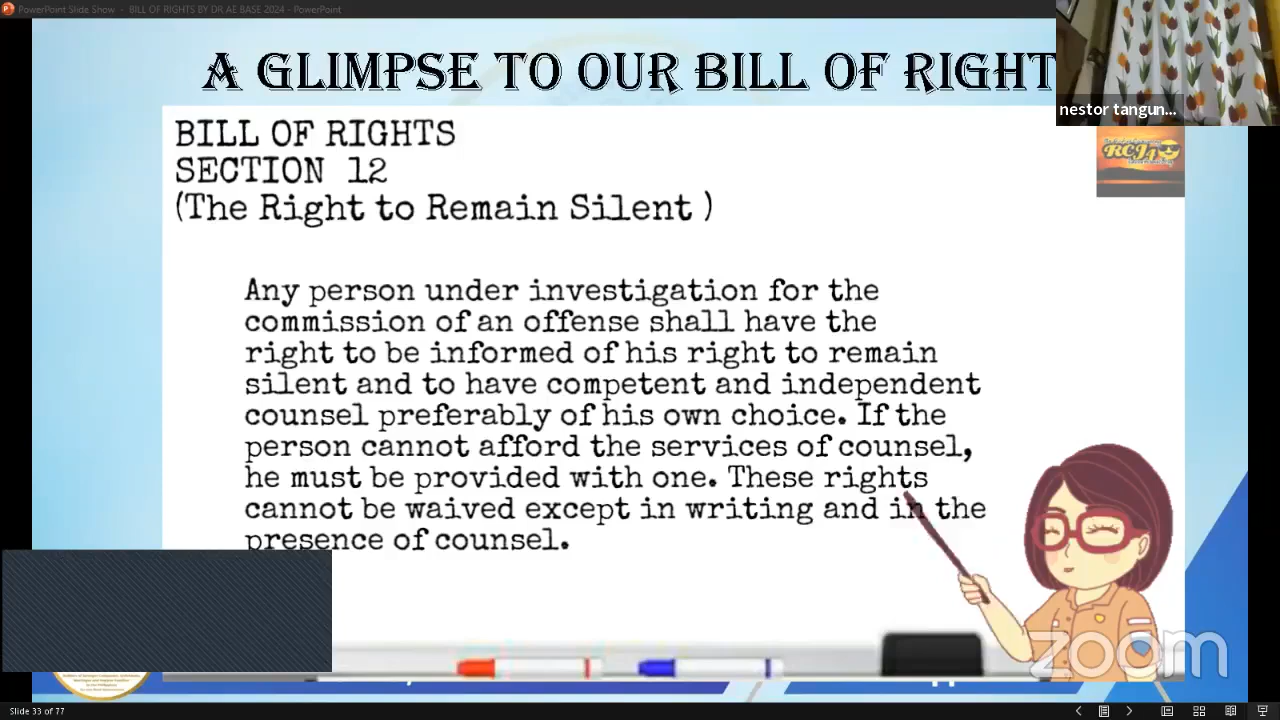 PowerPoint Slide Show - BILL OF RIGHTS BY DR AE BASE 2024 - PowerPoint
A GLIMPSE TO OUR BILL OF RIGHT
nestor tangun...
RCJ4
BILL OF RIGHTS
SECTION 12
(The Right to Remain Silent )
Any person under investigation for the
commission of an offense shall have the
right to be informed of his right to remain
silent and to have competent and independent
counsel preferably of his own choice. If the
person cannot afford the services of counsel,
he must be provided with one. These rights
cannot be waived except in writing and in the
presence of counsel.
zoom
Slide 33 of 77